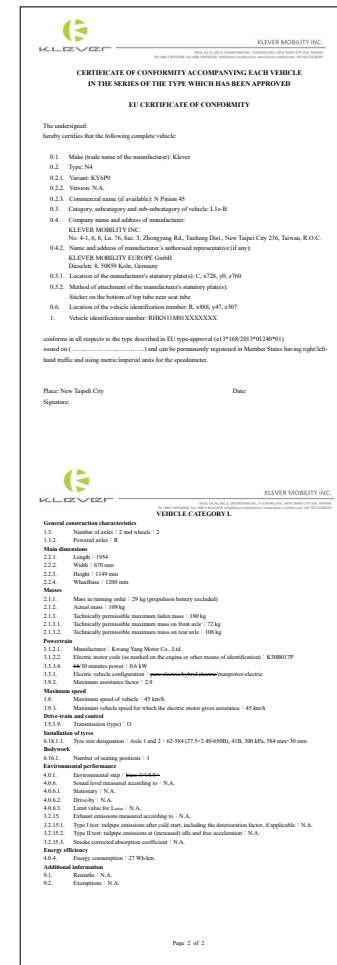 KLEVER
KLEVER MOBILITY INC.
CERTIFICATE OF CONFORMITY ACCOMPANYING EACH VEHICLE
IN THE SERIES OF THE TYPE WHICH HAS BEEN APPROVED
EU CERTIFICATE OF CONFORMITY
The undersigned:
hereby certifies that the following complete vehicle:
0.1. Make (trade name of the manufacturer): Klever
0.2. Type: N4
0.2.1. Variant: KY6P9
0.2.2. Version: N.A.
0.2.3. Commercial name (if available): N Pinion 45
0.3. Category, subcategory and sub-subcategory of vehicle: L1e-B
0.4. Company name and address of manufacturer:
KLEVER MOBILITY INC.
No. 4-1, 6, 8, Ln. 76, Sec. 3, Zhongyang Rd., Tucheng Dist., New Taipei City 236, Taiwan, R.O.C.
0.4.2. Name and address of manufacturer's authorised representative (if any):
KLEVER MOBILITY EUROPE GmbH
Dieselstr. 8, 50859 Koln, Germany
0.5.1. Location of the manufacturer's statutory plate(s): C, x728, y0, z760
0.5.2. Method of attachment of the manufacturer's statutory plate(s):
Sticker on the bottom of top tube near seat tube
0.6. Location of the vehicle identification number: R, x888, y47, z307
1. Vehicle identification number: RHKN11M01XXXXXXX
conforms in all respects to the type described in EU type-approval (e13*168/2013*01240*01)
issued on (....................................) and can be permanently registered in Member States having right/left-
hand traffic and using metric/imperial units for the speedometer.
Place: New Taipeh City Date:
Signature:
KLEVER
KLEVER MOBILITY INC.
VEHICLE CATEGORY L
General construction characteristics
1.3. Number of axles : 2 and wheels : 2
1.3.2. Powered axles : R
Main dimensions
2.2.1. Length : 1954
2.2.2. Width : 670 mm
2.2.3. Height : 1149 mm
2.2.4. Wheelbase : 1200 mm
Masses
2.1.1. Mass in running order : 29 kg (propulsion battery excluded)
2.1.2. Actual mass : 109 kg
2.1.3. Technically permissible maximum laden mass : 180 kg
2.1.3.1. Technically permissible maximum mass on front axle : 72 kg
2.1.3.2. Technically permissible maximum mass on rear axle : 108 kg
Powertrain
3.1.2.1. Manufacturer : Kwang Yang Motor Co., Ltd.
3.1.2.2. Electric motor code (as marked on the engine or other means of identification) : K30B017P
3.3.3.4. 15/30 minutes power : 0.6 kW
3.3.1. Electric vehicle configuration : pure electric/hybrid electric/manpower-electric
3.9.2. Maximum assistance factor : 2.9
Maximum speed
1.8. Maximum speed of vehicle : 45 km/h
3.9.3. Maximum vehicle speed for which the electric motor gives assistance : 45 km/h
Drive-train and control
3.5.3.9. Transmission (type) : O
Installation of tyres
6.18.1.1. Tyre size designation : Axle 1 and 2 : 62-584 (27.5×2.40-650B), 41B, 300 kPa, 584 mm×30 mm
Bodywork
6.16.1. Number of seating positions : 1
Environmental performance
4.0.1. Environmental step :
4.0.6. Sound level measured according to : N.A.
4.0.6.1. Stationary : N.A.
4.0.6.2. Drive-by : N.A.
4.0.6.3. Limit value for Lurban : N.A.
3.2.15. Exhaust emissions measured according to : N.A.
3.2.15.1. Type I test: tailpipe emissions after cold start, including the deterioration factor, if applicable : N.A.
3.2.15.2. Type II test: tailpipe emissions at (increased) idle and free acceleration : N.A.
3.2.15.3. Smoke corrected absorption coefficient : N.A.
Energy efficiency
4.0.4. Energy consumption : 27 Wh/km
Additional information
9.1. Remarks : N.A.
9.2. Exemptions : N.A.
Page 2 of 2